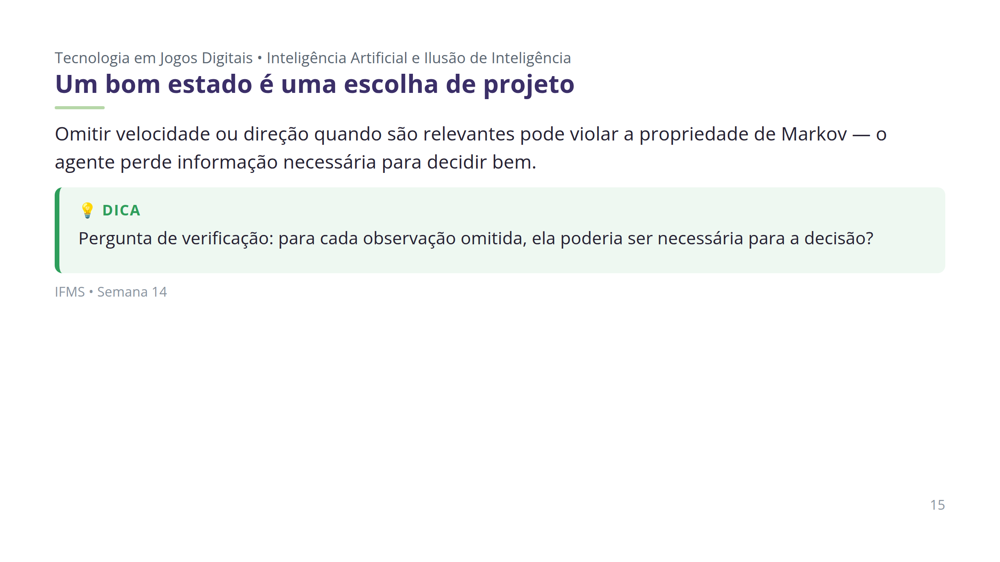 Tecnologia em Jogos Digitais • Inteligência Artificial e Ilusão de Inteligência
Um bom estado é uma escolha de projeto
Omitir velocidade ou direção quando são relevantes pode violar a propriedade de Markov — o
agente perde informação necessária para decidir bem.
💡 DICA
Pergunta de verificação: para cada observação omitida, ela poderia ser necessária para a decisão?
IFMS • Semana 14
15